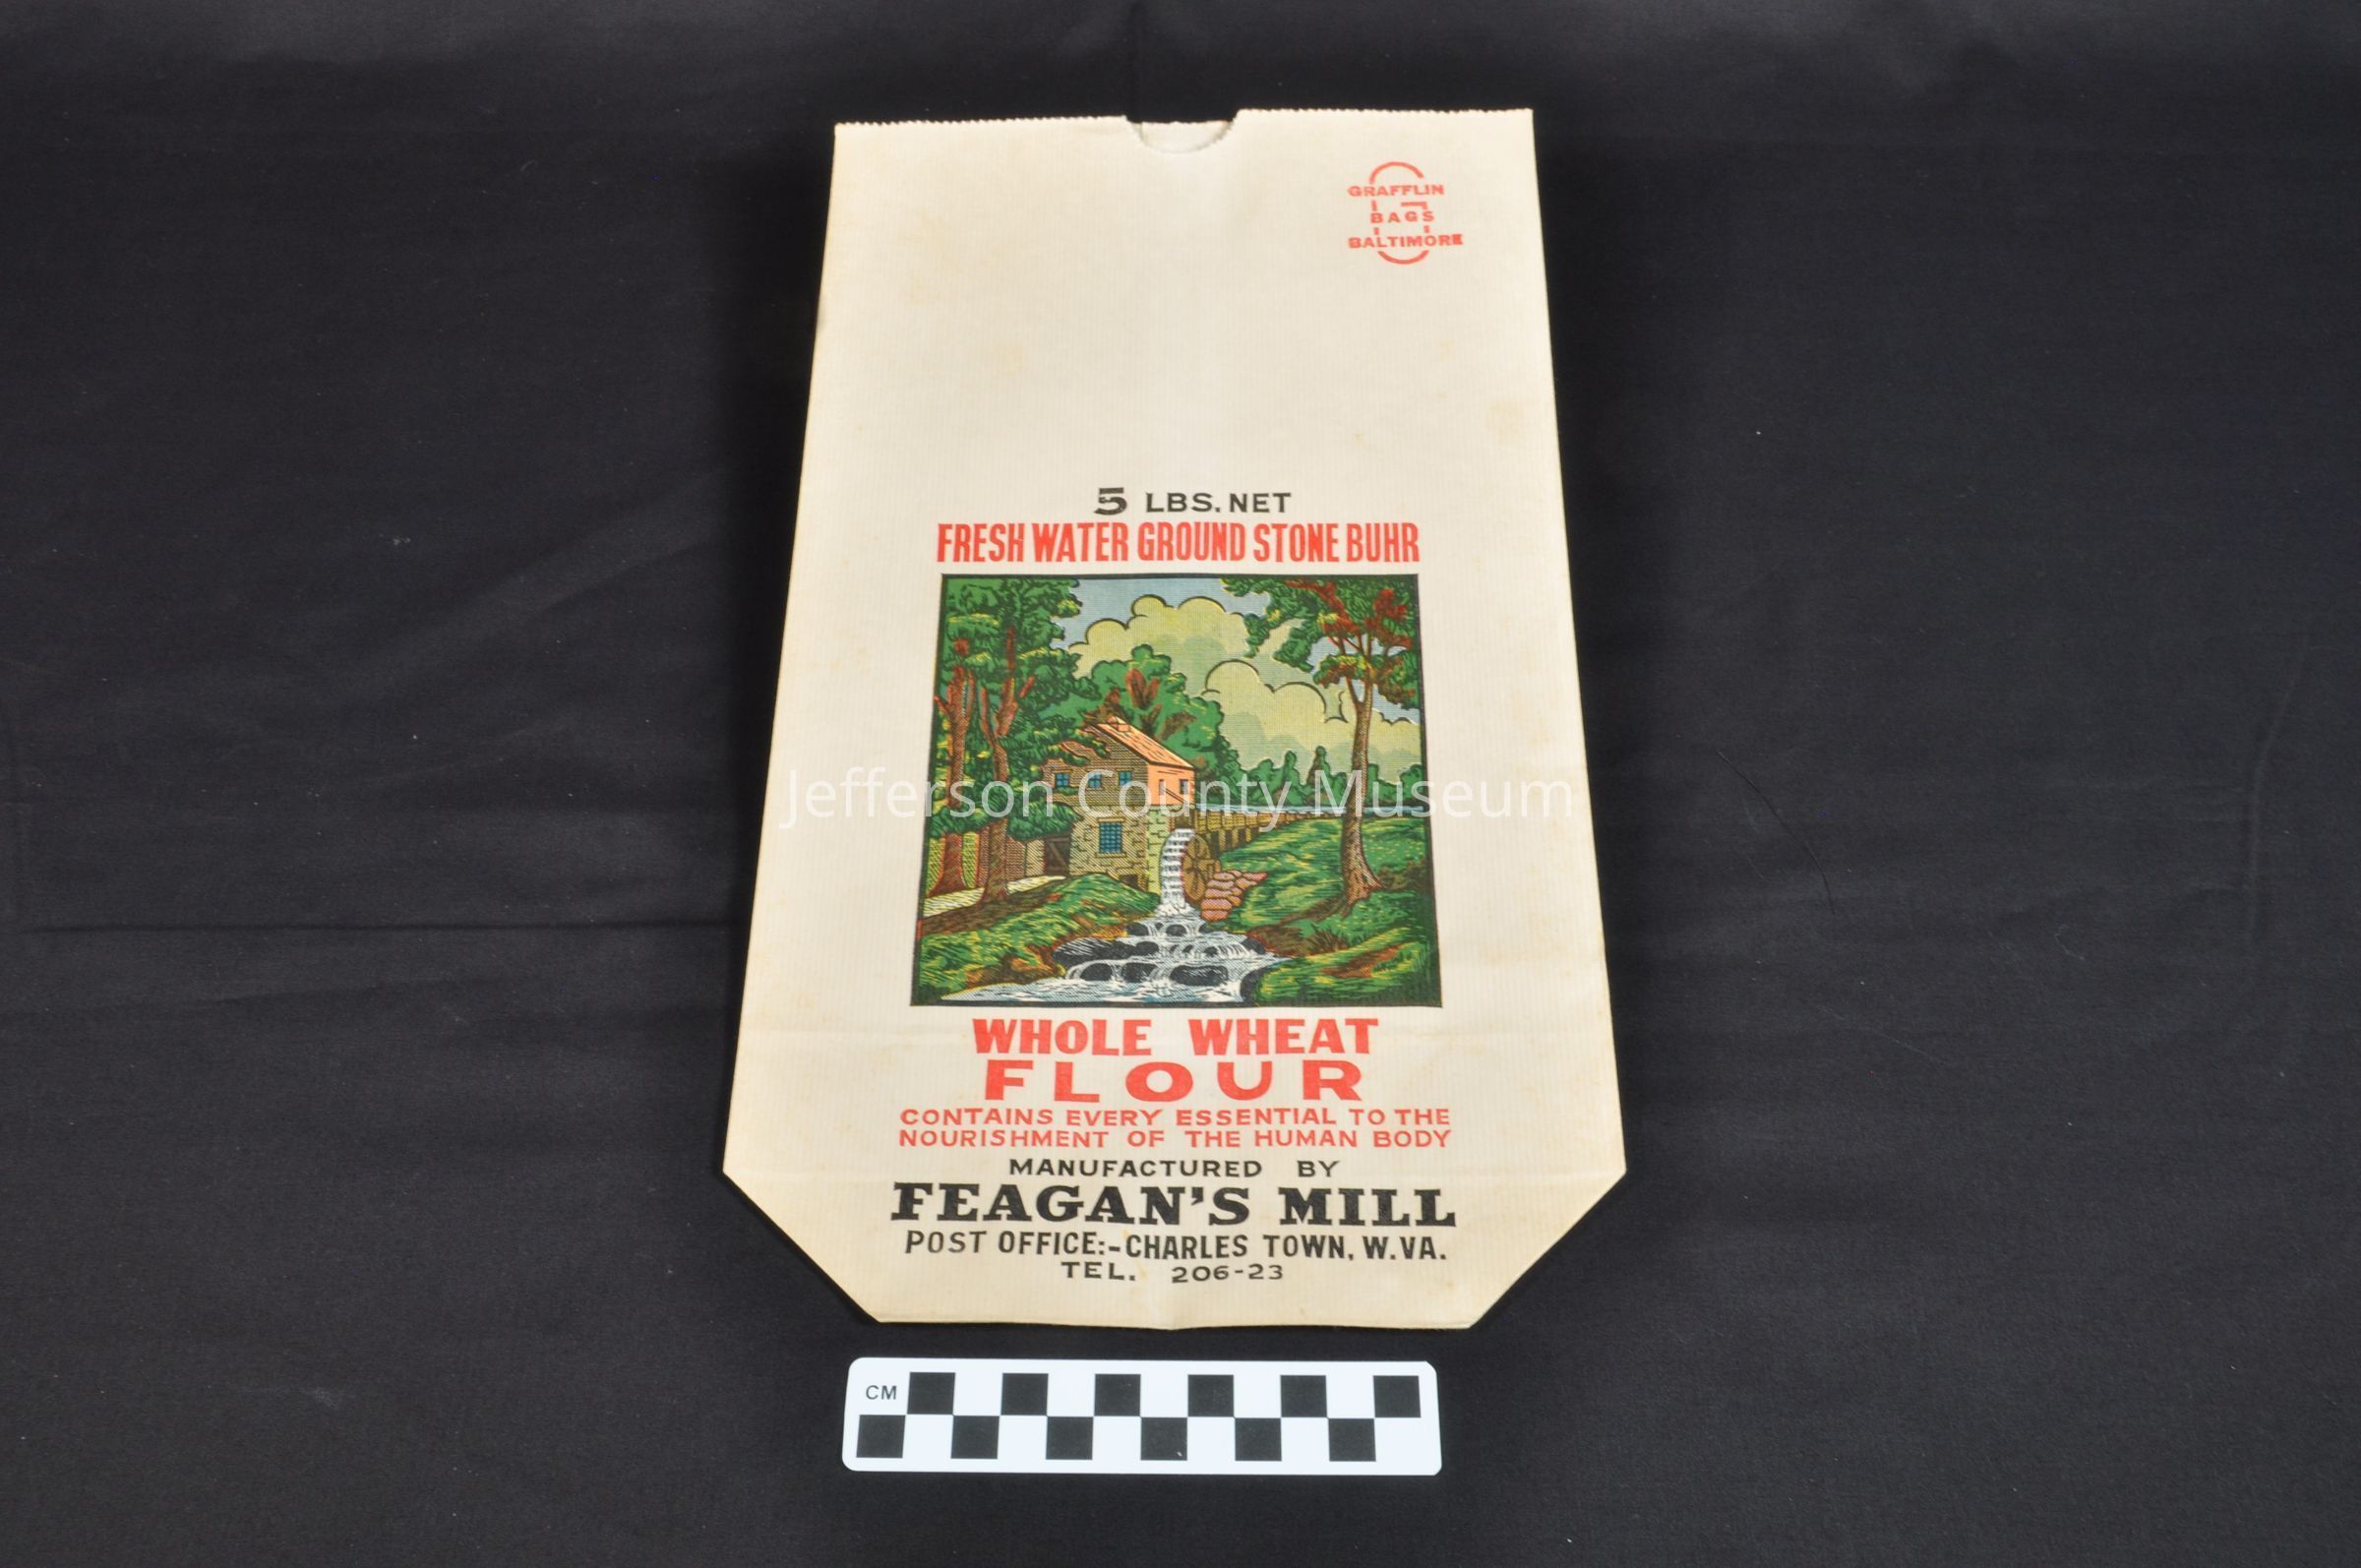 GRAFFLIN
BAGS
BALTIMORE
5 LBS. NET
FRESH WATER GROUND STONE BUHR
Jefferson County Museum
WHOLE WHEAT
FLOUR
CONTAINS EVERY ESSENTIAL TO THE
NOURISHMENT OF THE HUMAN BODY
MANUFACTURED BY
FEAGAN'S MILL
POST OFFICE:-CHARLES TOWN, W.VA.
TEL. 206-23
CM